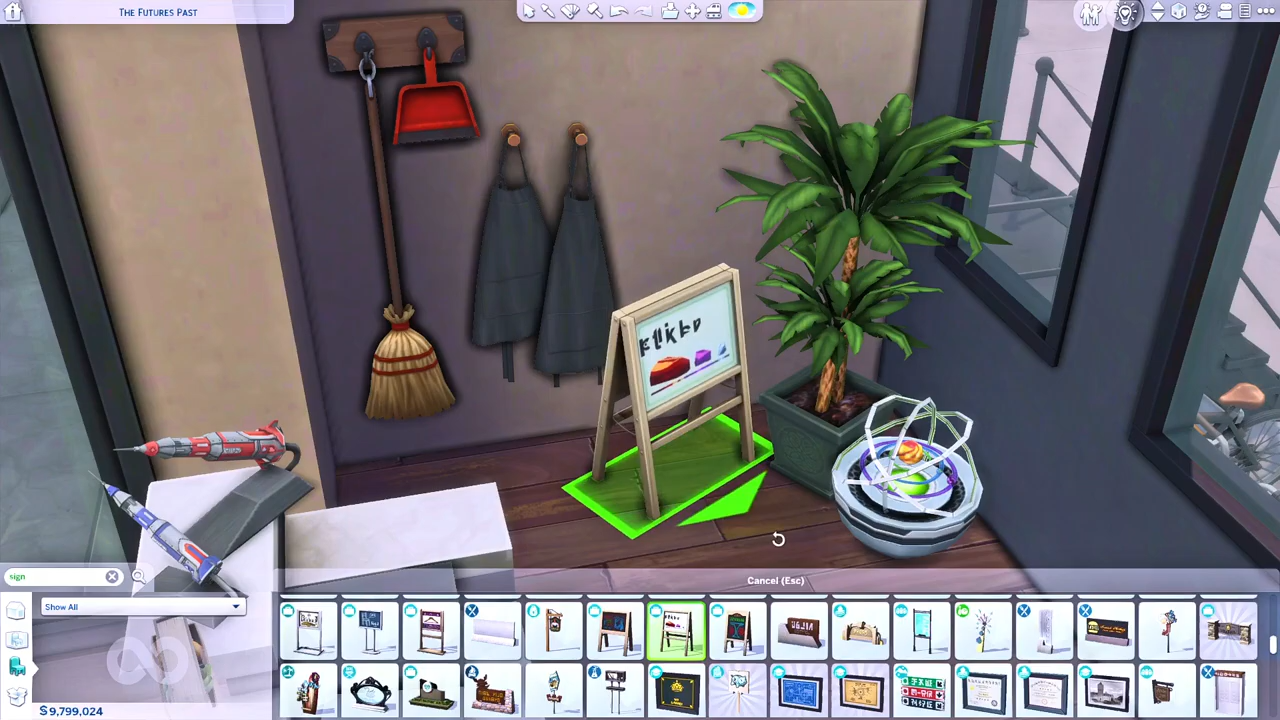 THE FUTURES PAST
Cancel (Esc)
sign
Show All
§9,799,024